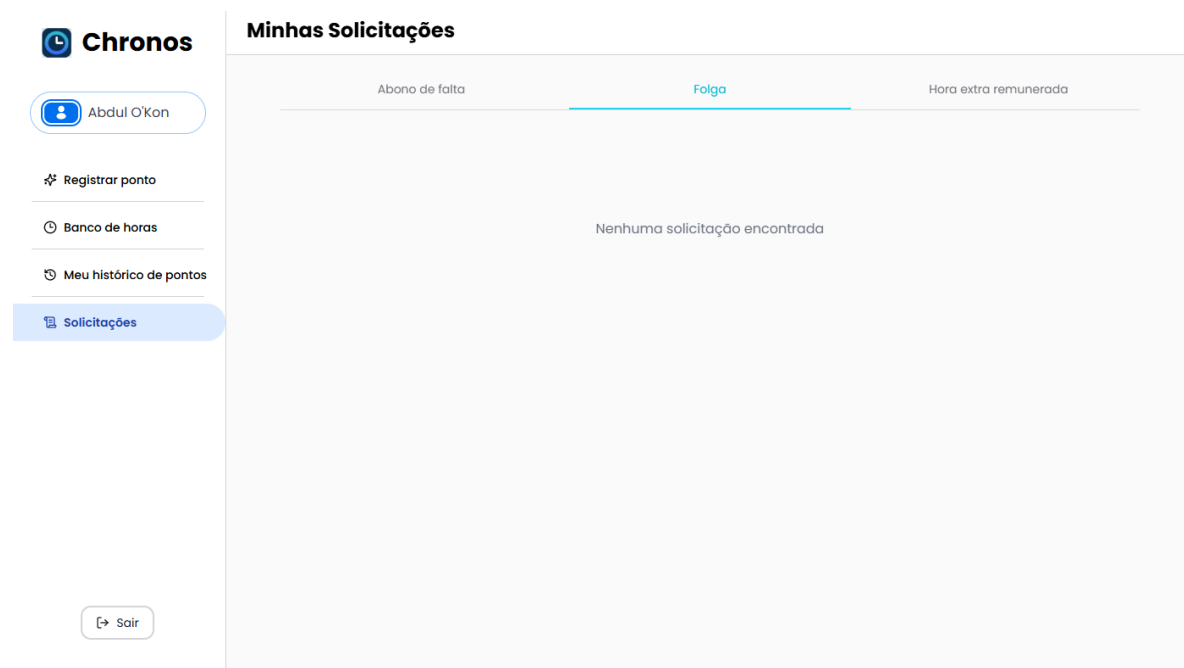 Chronos
Abdul O'Kon
Registrar ponto
Banco de horas
Meu histórico de pontos
Solicitações
Sair
Minhas Solicitações
Abono de falta
Folga
Hora extra remunerada
Nenhuma solicitação encontrada